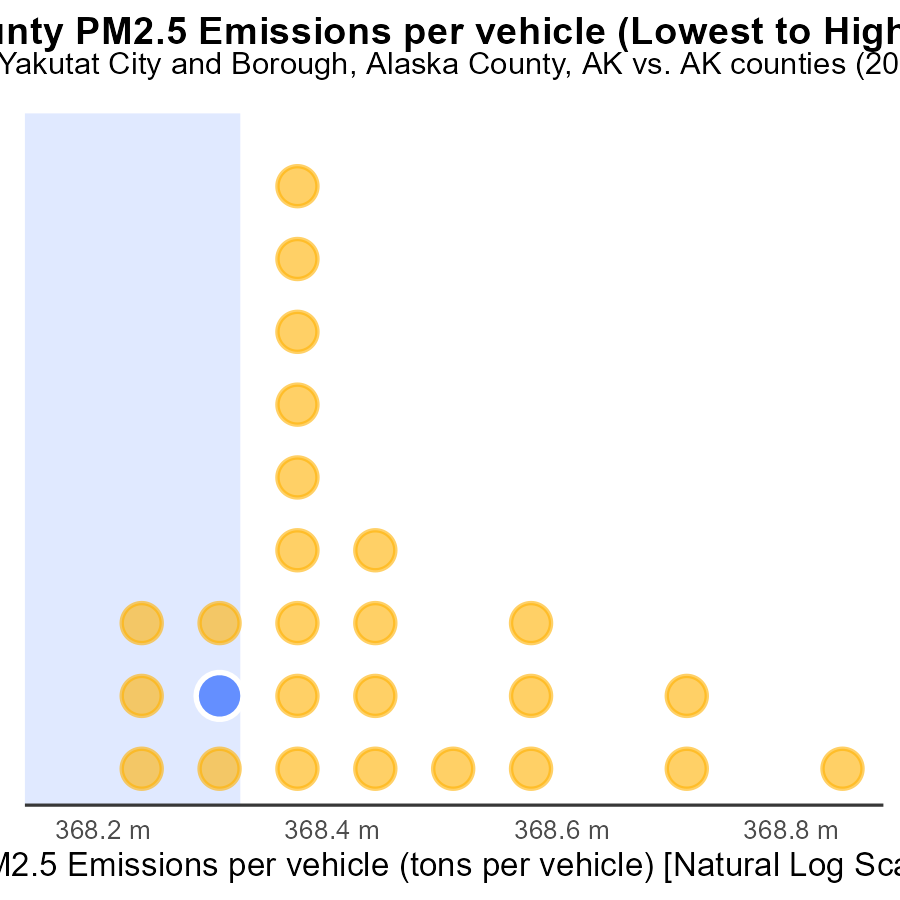 unty PM2.5 Emissions per vehicle (Lowest to High
Yakutat City and Borough, Alaska County, AK vs. AK counties (20
368.2 m 368.4 m 368.6 m 368.8 m
M2.5 Emissions per vehicle (tons per vehicle) [Natural Log Sca